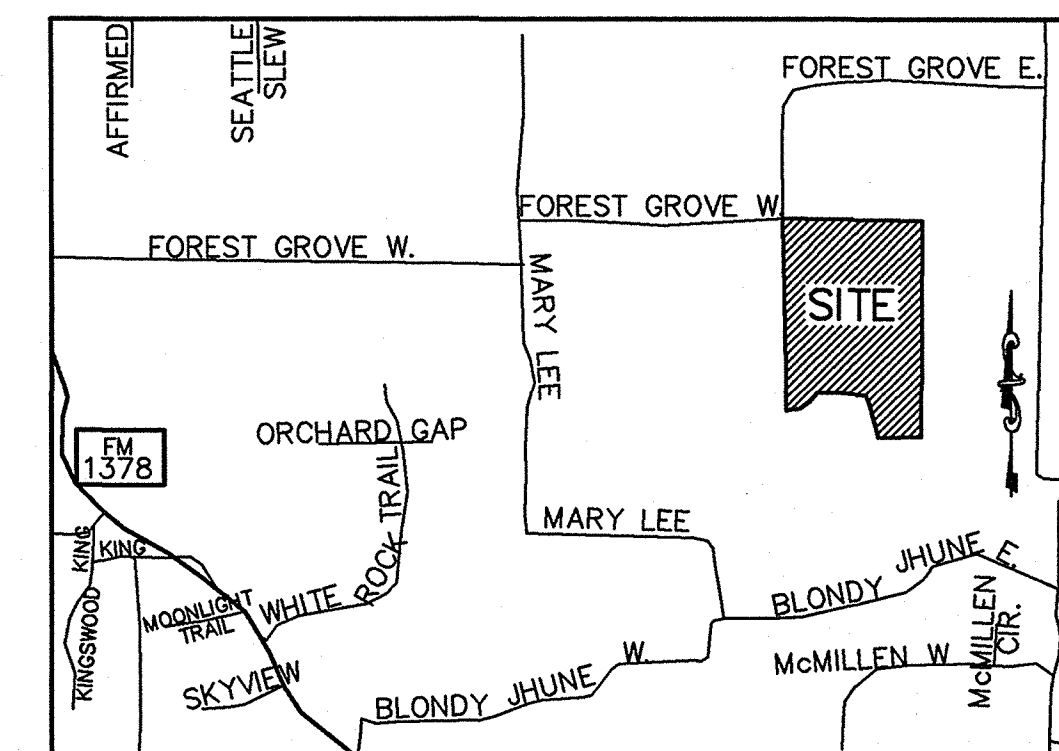 AFFIRMED
SEATTLE
SLEW
FOREST GROVE E.
FOREST GROVE W.
FOREST GROVE W.
MARY LEE
SITE
ORCHARD GAP
FM
1378
WHITE ROCK TRAIL
MARY LEE
KING
KING
KINGSWOOD
MOONLIGHT
TRAIL
SKYVIEW
BLONDY JHUNE W.
BLONDY JHUNE E.
McMILLEN W
McMILLEN
CIR.